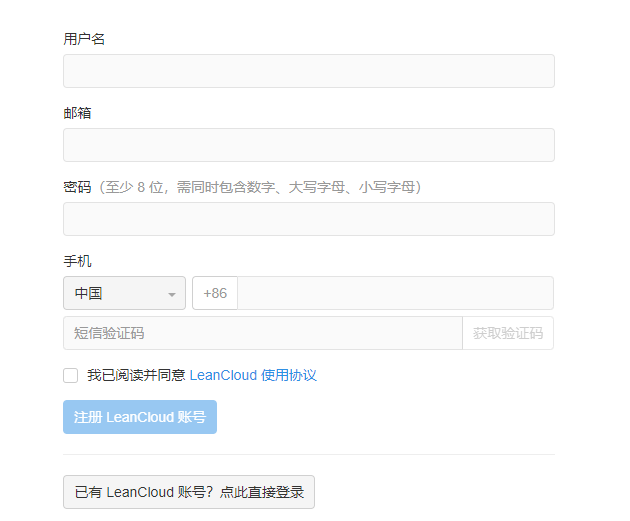 用户名
邮箱
密码（至少 8 位，需同时包含数字、大写字母、小写字母）
手机
中国 +86
短信验证码 获取验证码
我已阅读并同意 LeanCloud 使用协议
注册 LeanCloud 账号
已有 LeanCloud 账号？点此直接登录